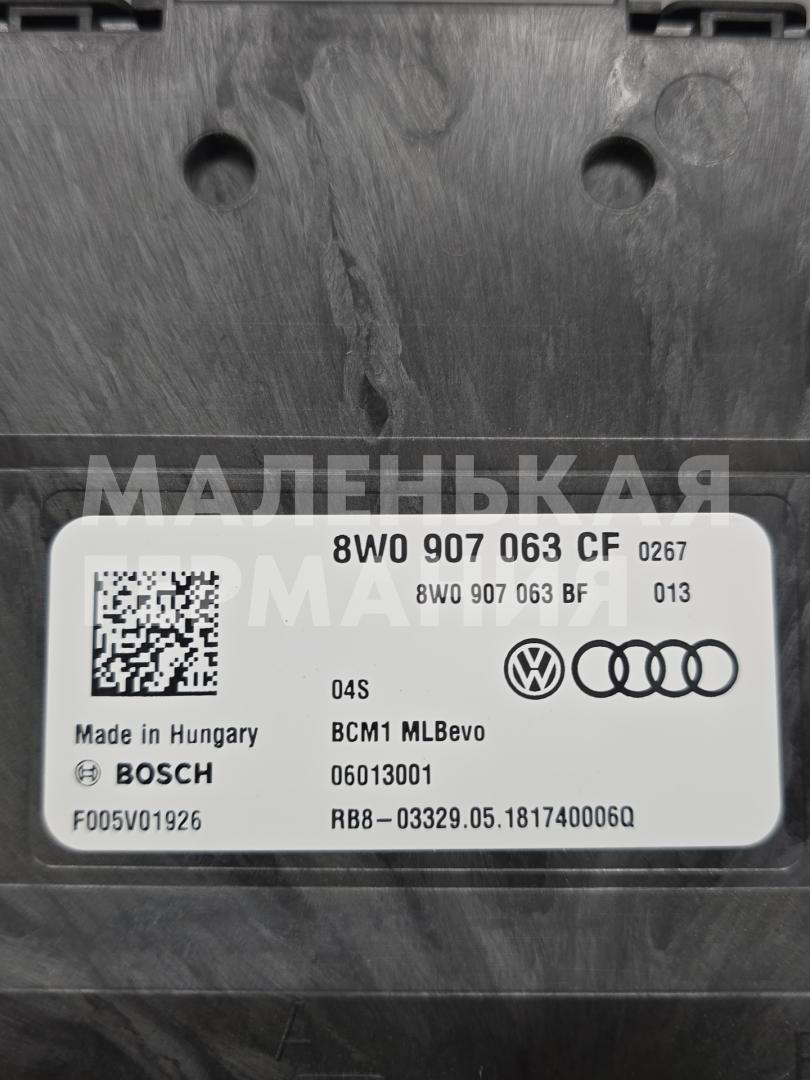 МАЛЕНЬКАЯ
ГЕРМАНИЯ
8W0 907 063 CF 0267
8W0 907 063 BF 013
04S
Made in Hungary BCM1 MLBevo
BOSCH 06013001
F005V01926 RB8-03329.05.181740006Q